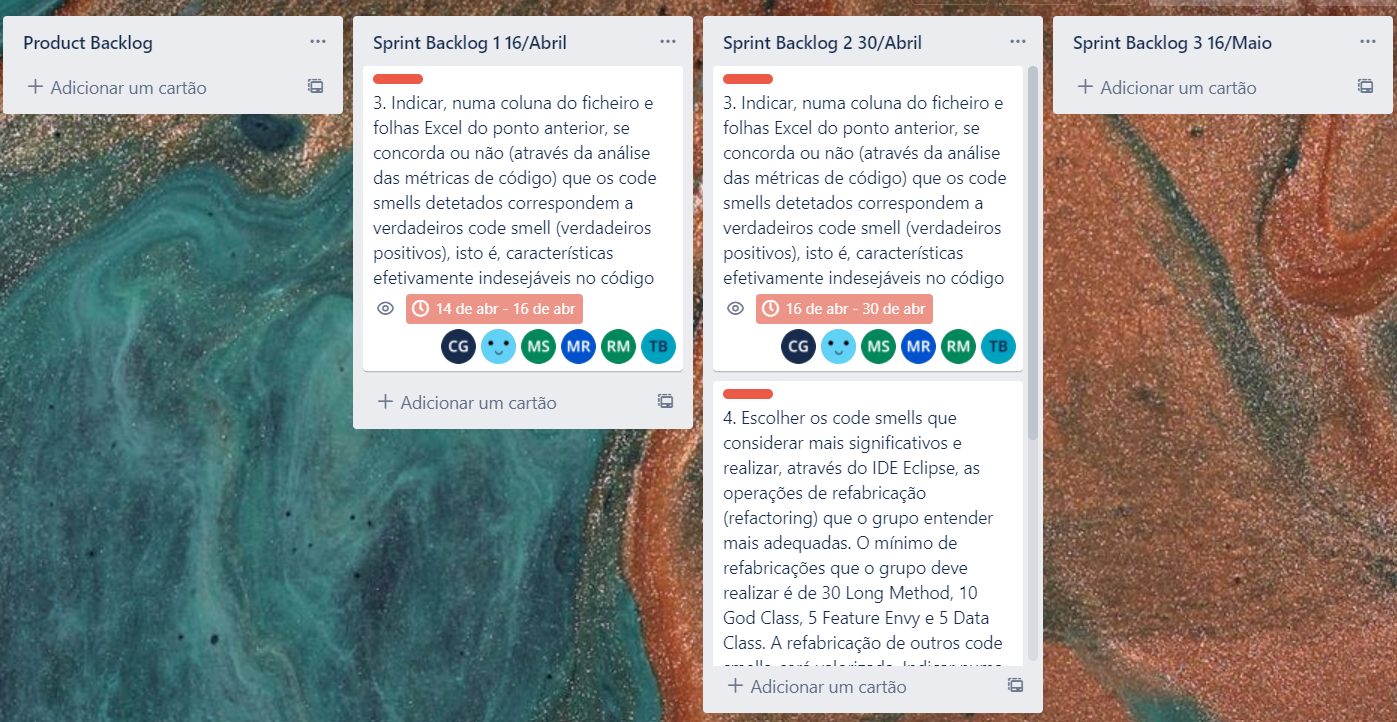 Product Backlog
Adicionar um cartão
Sprint Backlog 1 16/Abril
3. Indicar, numa coluna do ficheiro e
folhas Excel do ponto anterior, se
concorda ou não (através da análise
das métricas de código) que os code
smells detetados correspondem a
verdadeiros code smell (verdadeiros
positivos), isto é, características
efetivamente indesejáveis no código
14 de abr - 16 de abr
CG MS MR RM TB
Adicionar um cartão
Sprint Backlog 2 30/Abril
3. Indicar, numa coluna do ficheiro e
folhas Excel do ponto anterior, se
concorda ou não (através da análise
das métricas de código) que os code
smells detetados correspondem a
verdadeiros code smell (verdadeiros
positivos), isto é, características
efetivamente indesejáveis no código
16 de abr - 30 de abr
CG MS MR RM TB
4. Escolher os code smells que
considerar mais significativos e
realizar, através do IDE Eclipse, as
operações de refabricação
(refactoring) que o grupo entender
mais adequadas. O mínimo de
refabricações que o grupo deve
realizar é de 30 Long Method, 10
God Class, 5 Feature Envy e 5 Data
Class. A refabricação de outros code
smells será valorizada. Indicar numa
Adicionar um cartão
Sprint Backlog 3 16/Maio
Adicionar um cartão